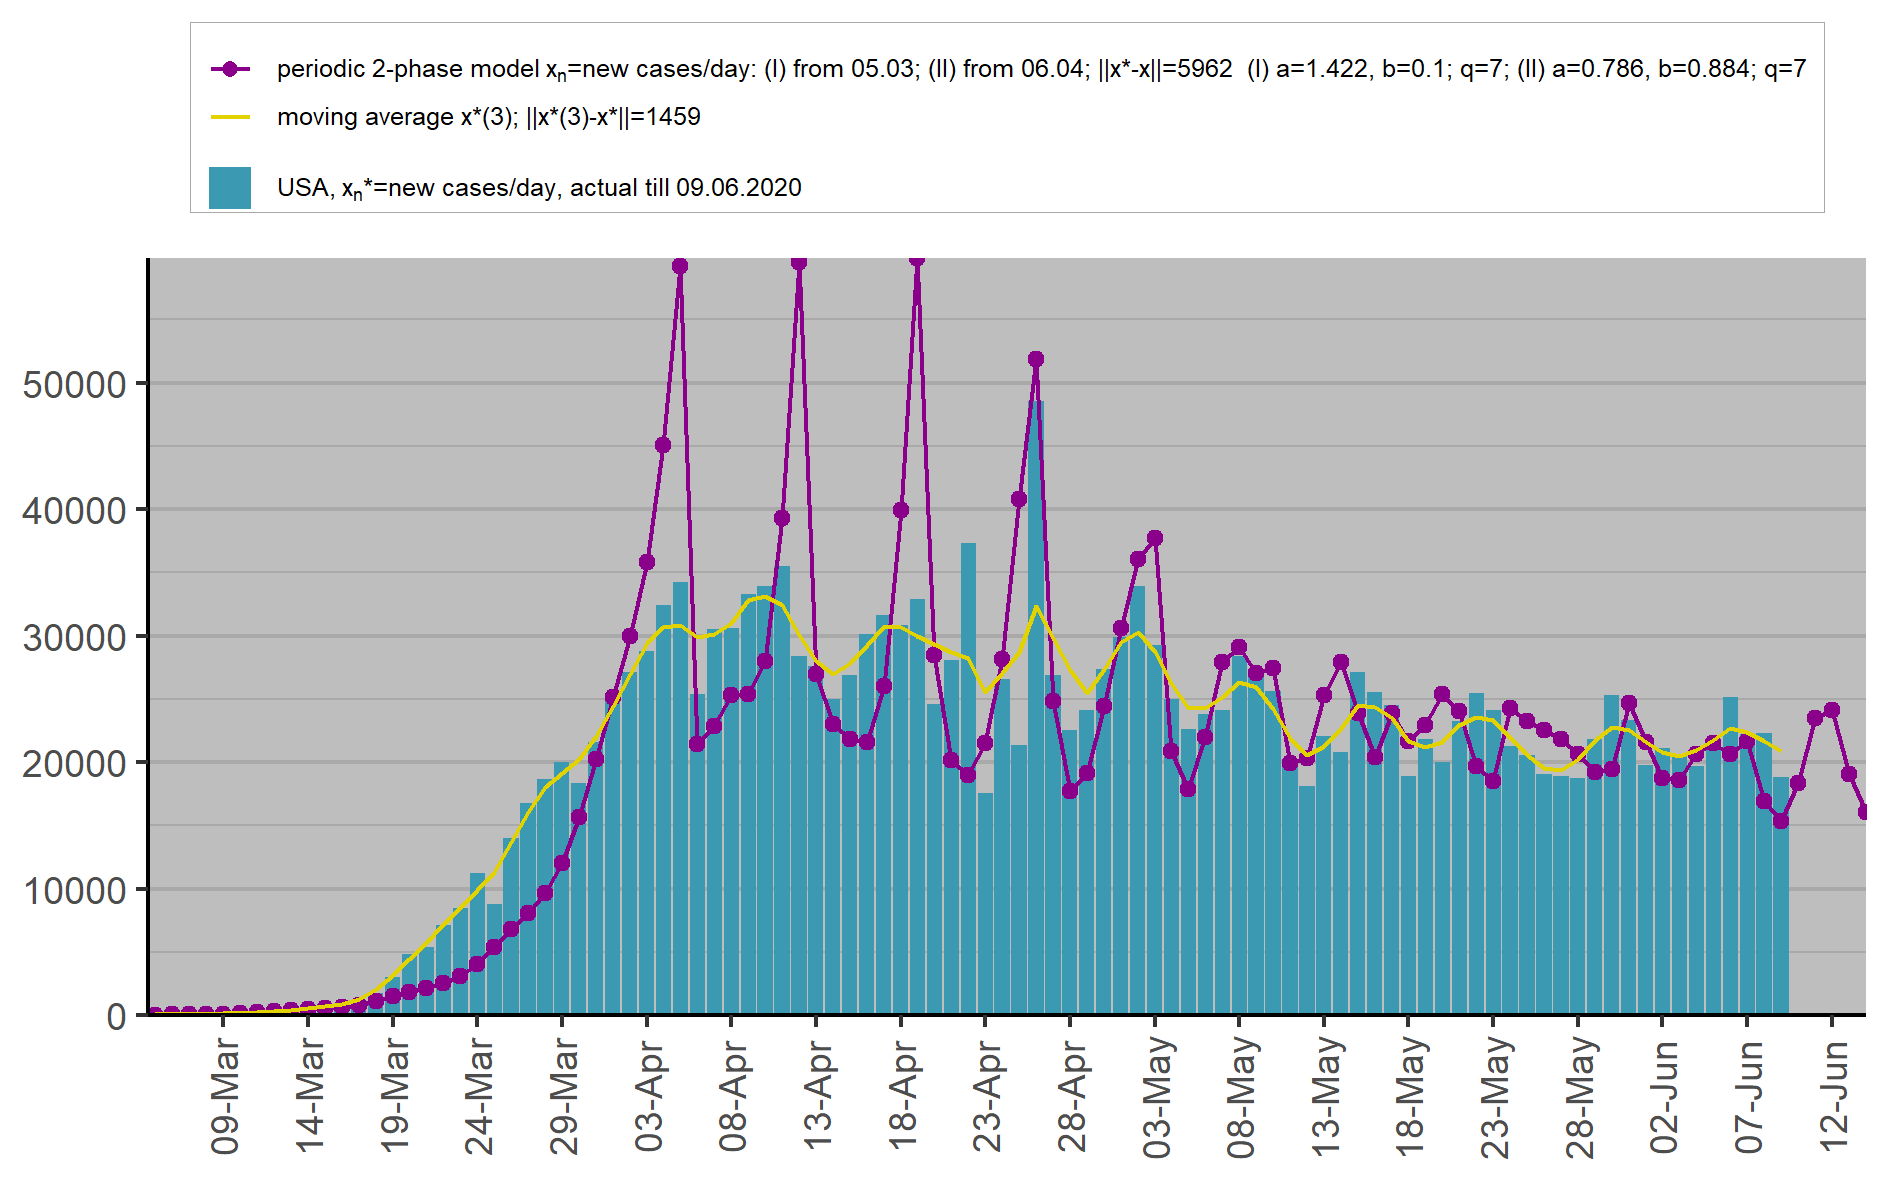 periodic 2-phase model xn=new cases/day: (I) from 05.03; (II) from 06.04; ||x*-x||=5962  (I) a=1.422, b=0.1; q=7; (II) a=0.786, b=0.884; q=7
moving average x*(3); ||x*(3)-x*||=1459
USA, xn*=new cases/day, actual till 09.06.2020
50000
40000
30000
20000
10000
0
09-Mar
14-Mar
19-Mar
24-Mar
29-Mar
03-Apr
08-Apr
13-Apr
18-Apr
23-Apr
28-Apr
03-May
08-May
13-May
18-May
23-May
28-May
02-Jun
07-Jun
12-Jun